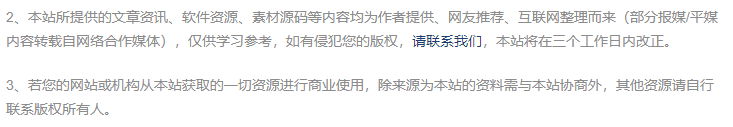 2、本站所提供的文章资讯、软件资源、素材源码等内容均为作者提供、网友推荐、互联网整理而来（部分报媒/平媒
内容转载自网络合作媒体），仅供学习参考，如有侵犯您的版权，请联系我们，本站将在三个工作日内改正。
3、若您的网站或机构从本站获取的一切资源进行商业使用，除来源为本站的资料需与本站协商外，其他资源请自行
联系版权所有人。